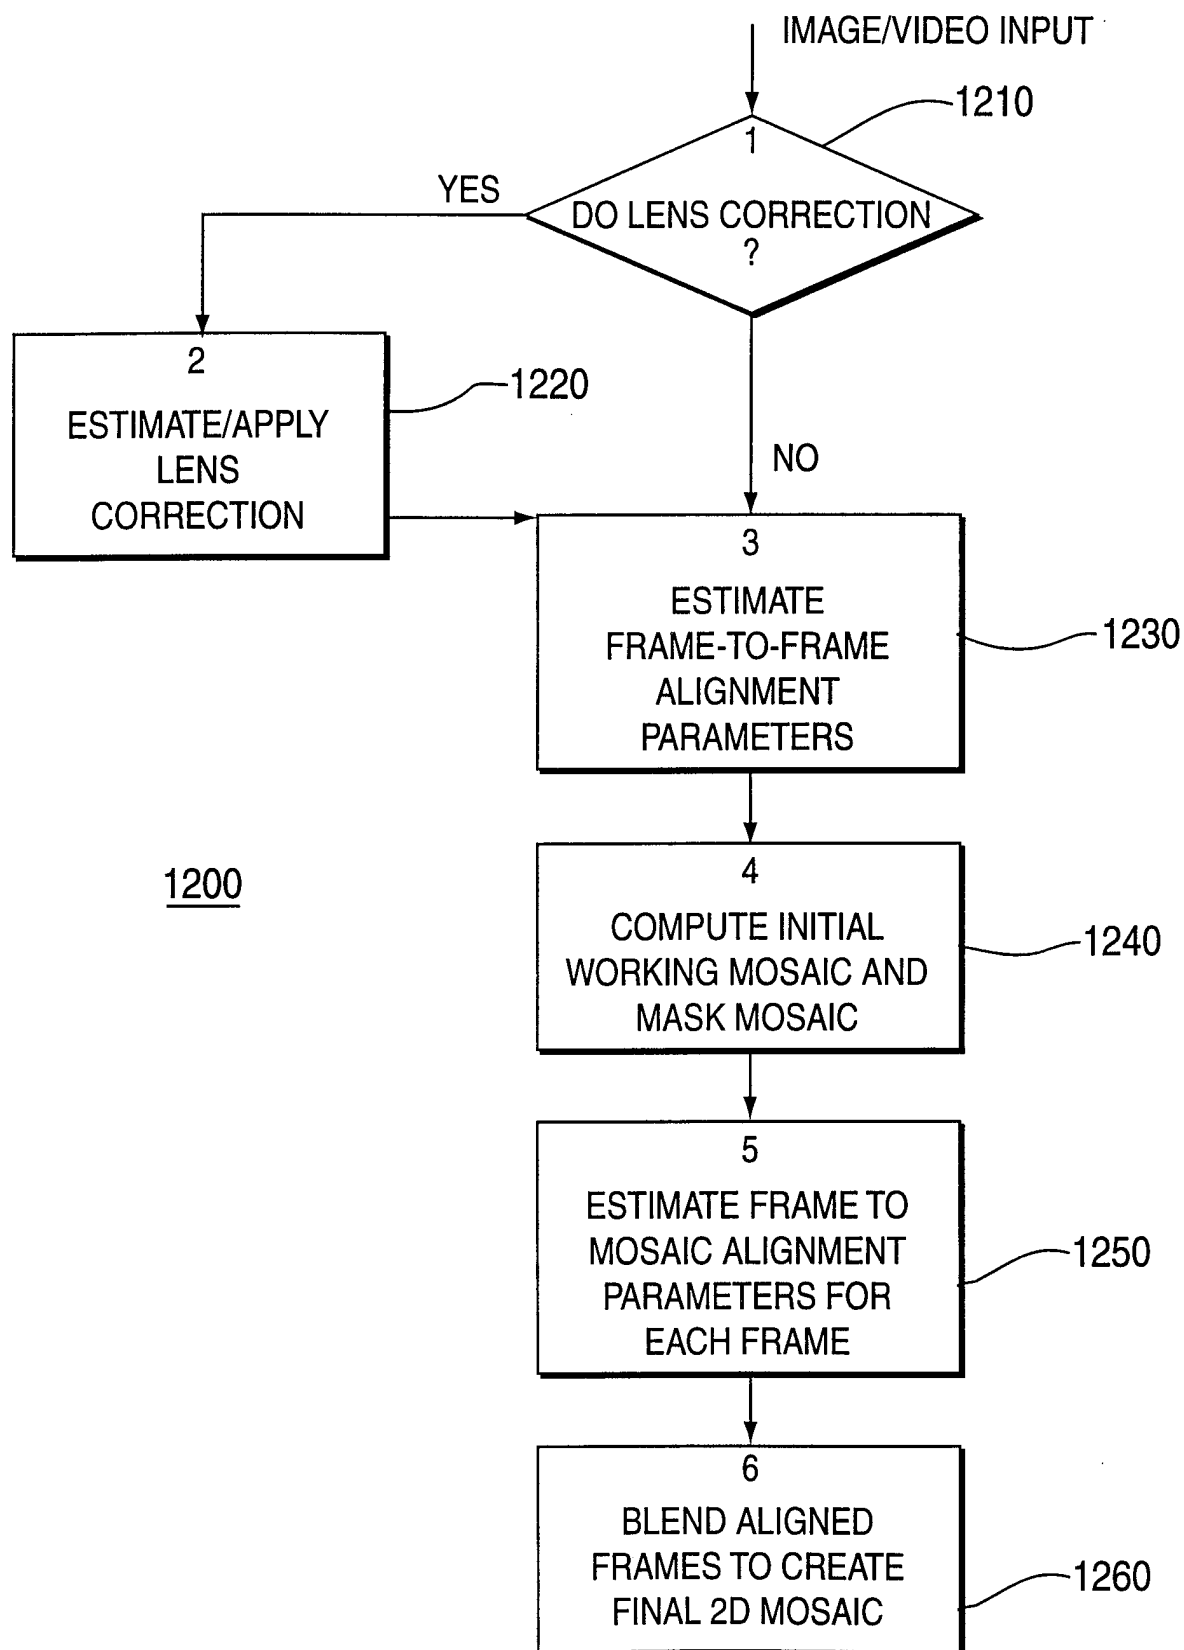 IMAGE/VIDEO INPUT
1210
1
DO LENS CORRECTION
?
YES
NO
2
ESTIMATE/APPLY
LENS
CORRECTION
1220
3
ESTIMATE
FRAME-TO-FRAME
ALIGNMENT
PARAMETERS
1230
1200
4
COMPUTE INITIAL
WORKING MOSAIC AND
MASK MOSAIC
1240
5
ESTIMATE FRAME TO
MOSAIC ALIGNMENT
PARAMETERS FOR
EACH FRAME
1250
6
BLEND ALIGNED
FRAMES TO CREATE
FINAL 2D MOSAIC
1260